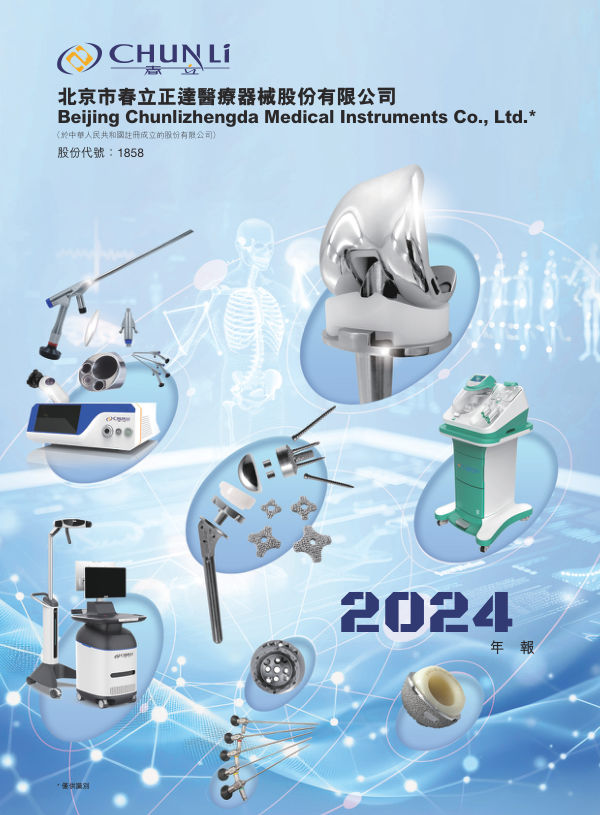 CHUNLi
春立
北京市春立正達醫療器械股份有限公司
Beijing Chunlizhengda Medical Instruments Co., Ltd.*
（於中華人民共和國註冊成立的股份有限公司）
股份代號：1858
CHUNLi
CHUNLi
2024
年 報
* 僅供識別